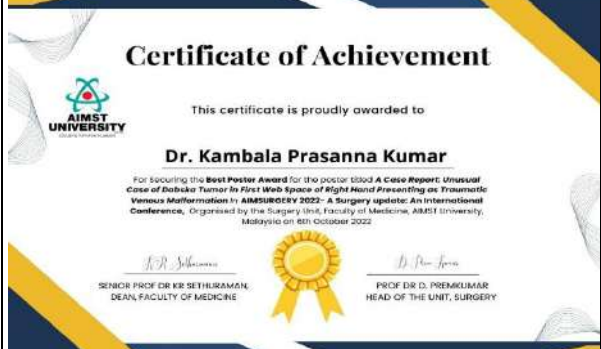 Certificate of Achievement
AIMST
UNIVERSITY
This certificate is proudly awarded to
Dr. Kambala Prasanna Kumar
For Securing the Best Poster Award for the poster titled A Case Report: Unusual
Case of Dabska Tumor in First Web Space of Right Hand Presenting as Traumatic
Venous Malformation in AIMSURGERY 2022- A Surgery update: An International
Conference, Organised by the Surgery Unit, Faculty of Medicine, AIMST University,
Malaysia on 6th October 2022
SENIOR PROF DR KR SETHURAMAN,
DEAN, FACULTY OF MEDICINE
PROF DR D. PREMKUMAR
HEAD OF THE UNIT, SURGERY